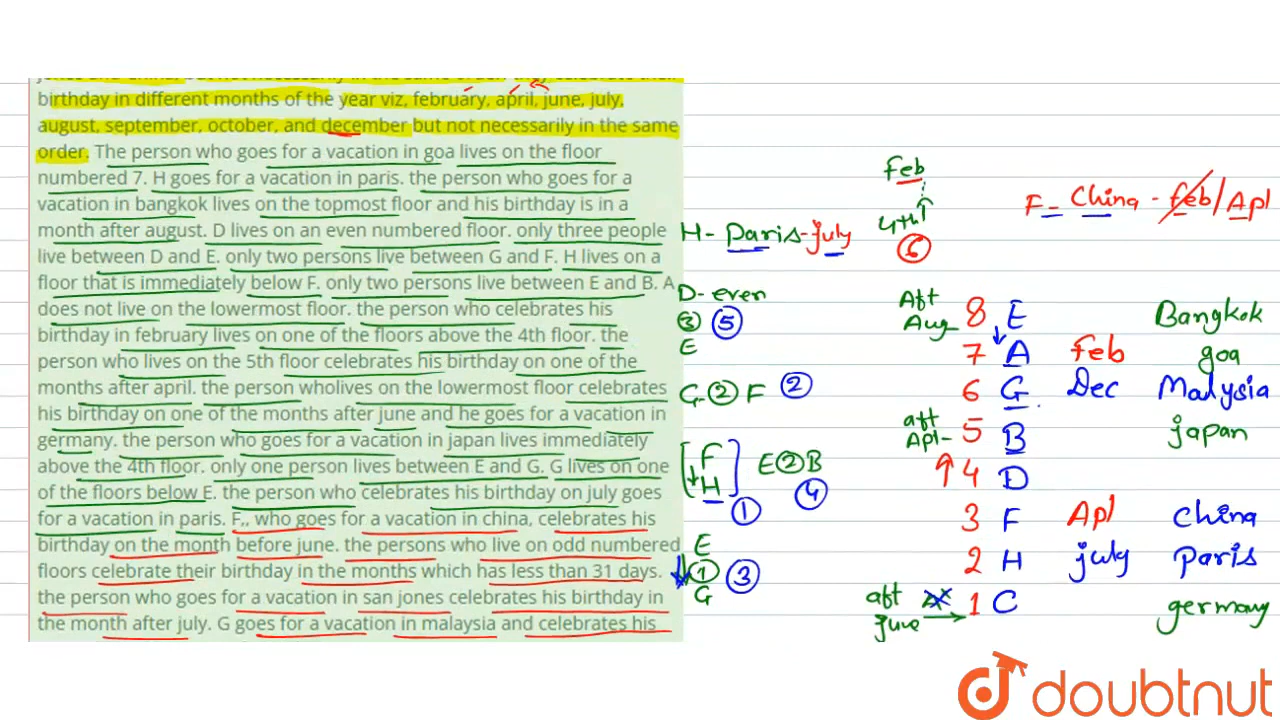 jones and china, but not necessarily in the same order. they celebrate their
birthday in different months of the year viz, february, april, june, july,
august, september, october, and december but not necessarily in the same
order. The person who goes for a vacation in goa lives on the floor
numbered 7. H goes for a vacation in paris. the person who goes for a
vacation in bangkok lives on the topmost floor and his birthday is in a
month after august. D lives on an even numbered floor. only three people
live between D and E. only two persons live between G and F. H lives on a
floor that is immediately below F. only two persons live between E and B. A
does not live on the lowermost floor. the person who celebrates his
birthday in february lives on one of the floors above the 4th floor. the
person who lives on the 5th floor celebrates his birthday on one of the
months after april. the person wholives on the lowermost floor celebrates
his birthday on one of the months after june and he goes for a vacation in
germany. the person who goes for a vacation in japan lives immediately
above the 4th floor. only one person lives between E and G. G lives on one
of the floors below E. the person who celebrates his birthday on july goes
for a vacation in paris. F,, who goes for a vacation in china, celebrates his
birthday on the month before june. the persons who live on odd numbered
floors celebrate their birthday in the months which has less than 31 days.
the person who goes for a vacation in san jones celebrates his birthday in
the month after july. G goes for a vacation in malaysia and celebrates his
H - Paris - july
Feb
4th
6
F - China - Feb/Apl
D - even
3 5
E
G 2 F 2
F
H 1
E 2 B
4
E
1 3
G
Aft Aug 8 E Bangkok
7 A Feb goa
6 G Dec Malysia
aft Apl- 5 B japan
4 D
3 F Apl China
2 H july Paris
aft june A 1 C germany
doubtnut